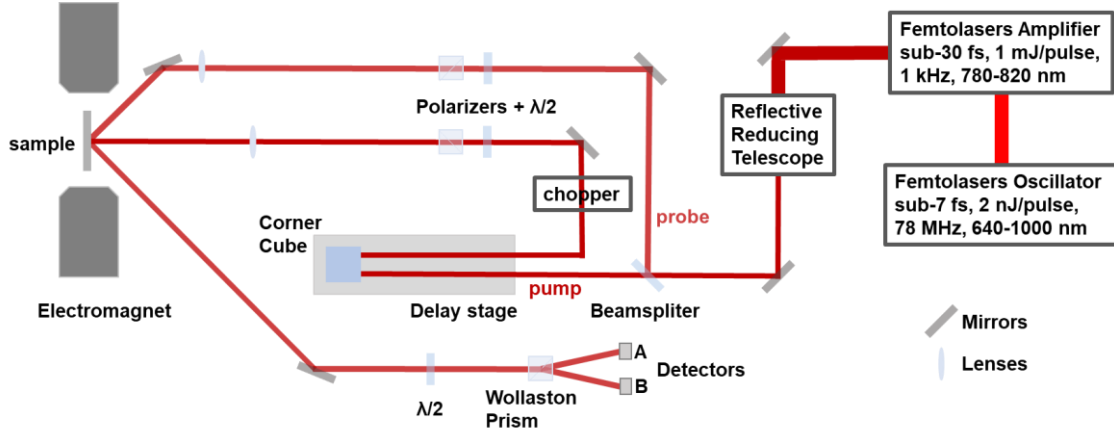 Femtolasers Amplifier
sub-30 fs, 1 mJ/pulse,
1 kHz, 780-820 nm
Polarizers + λ/2
Reflective
Reducing
Telescope
sample
Femtolasers Oscillator
sub-7 fs, 2 nJ/pulse,
78 MHz, 640-1000 nm
chopper
probe
Corner
Cube
pump
Electromagnet
Delay stage
Beamspliter
Mirrors
A
Detectors
B
Lenses
λ/2
Wollaston
Prism